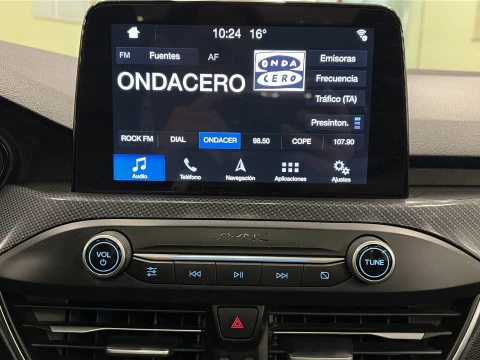 10:24 16°
FM Fuentes AF Emisoras
ONDACERO
ONDA
CERO
Frecuencia
Tráfico (TA)
Presinton.
ROCK FM DIAL ONDACER 98.50 COPE 107.90
Audio Teléfono Navegación Aplicaciones Ajustes
SYNC
VOL
TUNE